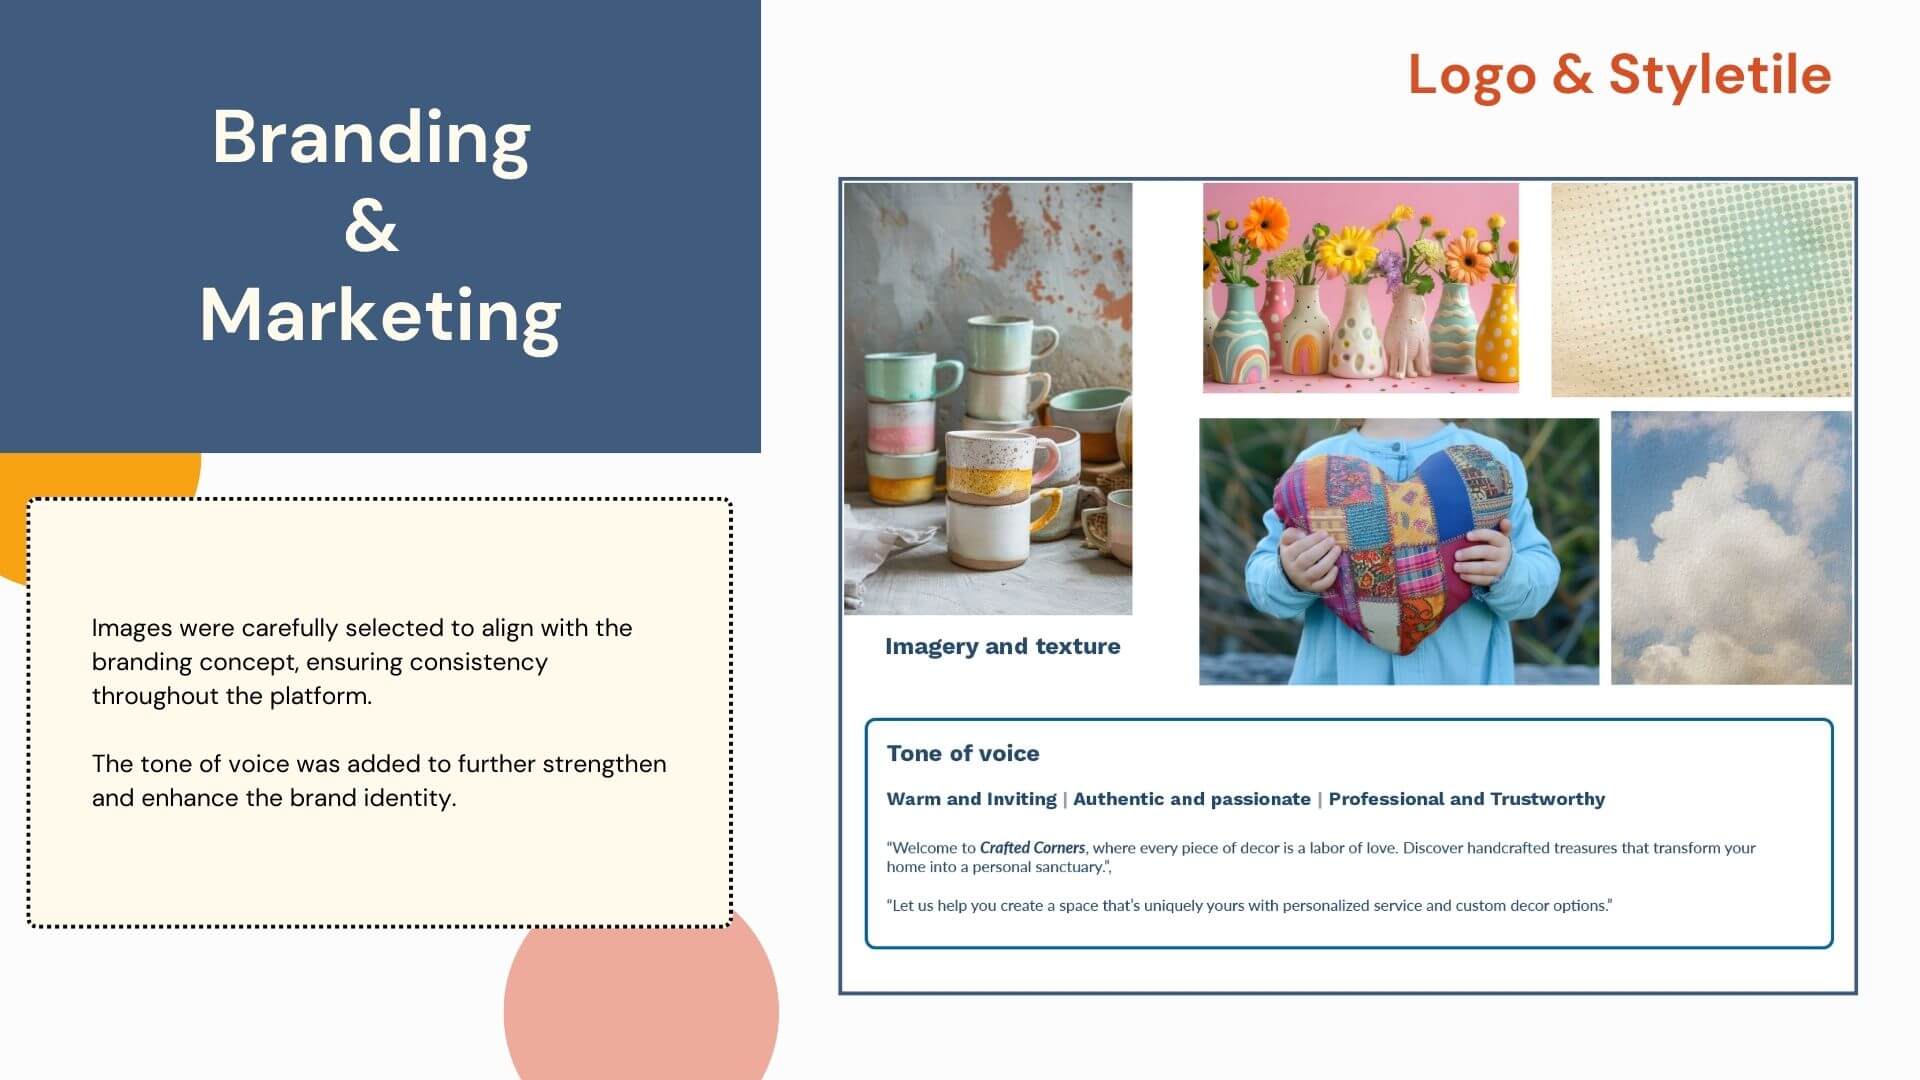 Branding
&
Marketing
Images were carefully selected to align with the
branding concept, ensuring consistency
throughout the platform.
The tone of voice was added to further strengthen
and enhance the brand identity.
Logo & Styletile
Imagery and texture
Tone of voice
Warm and Inviting | Authentic and passionate | Professional and Trustworthy
“Welcome to Crafted Corners, where every piece of decor is a labor of love. Discover handcrafted treasures that transform your
home into a personal sanctuary.”,
“Let us help you create a space that’s uniquely yours with personalized service and custom decor options.”